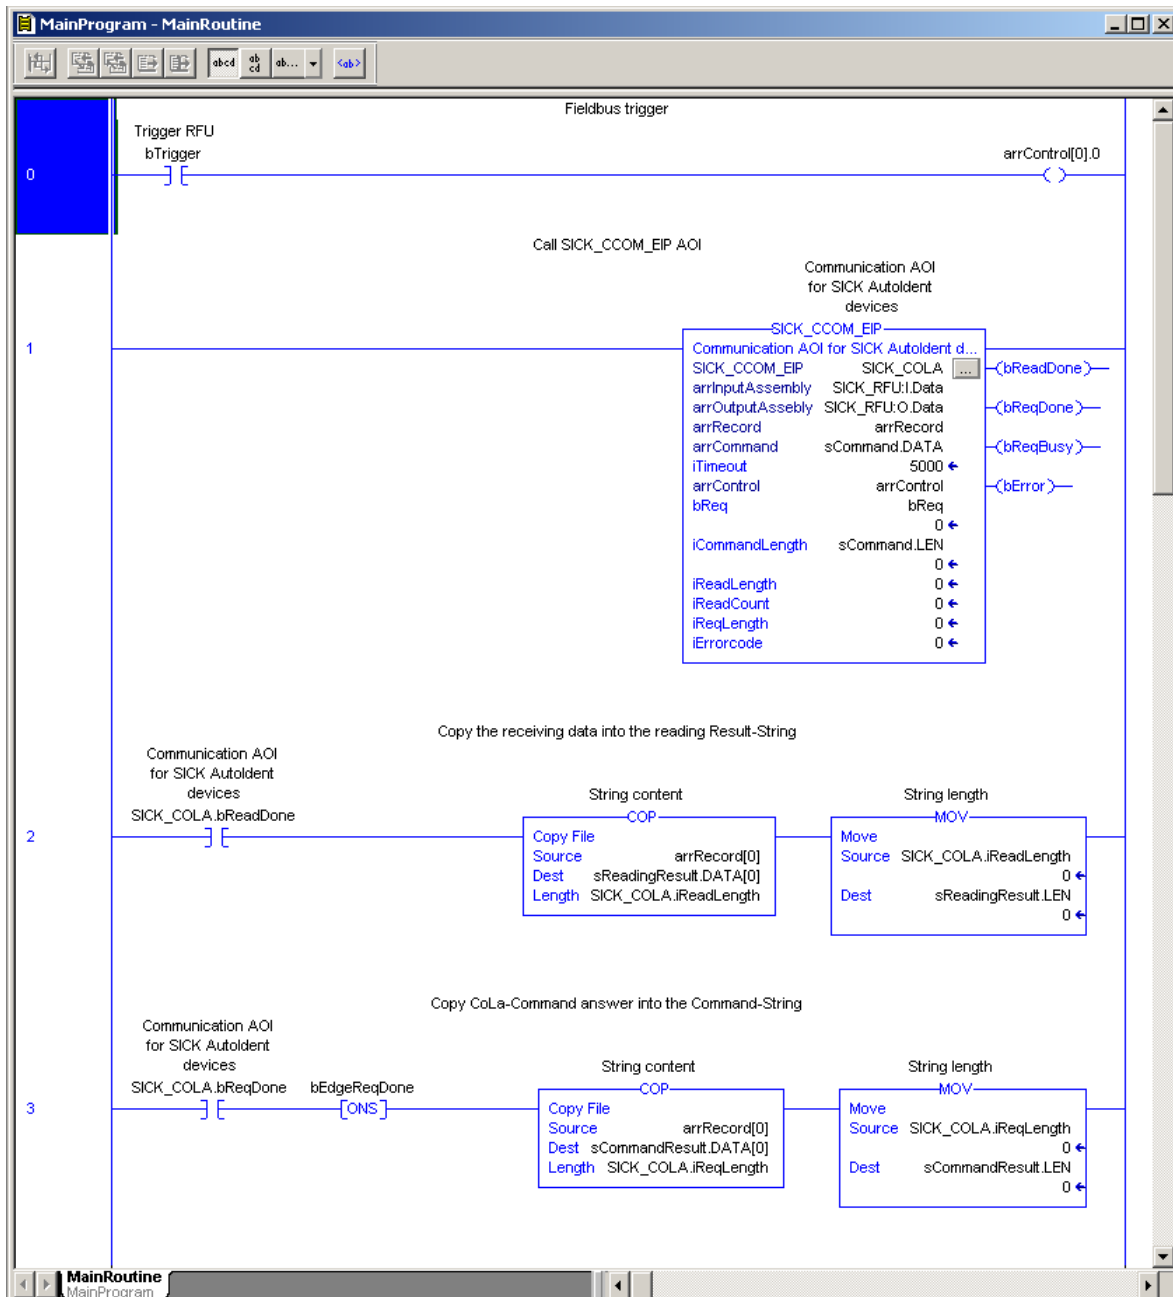 MainProgram - MainRoutine
abcd
ab
cd
ab...
<ab>
Fieldbus trigger
Trigger RFU
bTrigger
arrControl[0].0
0
Call SICK_CCOM_EIP AOI
Communication AOI
for SICK AutoIdent
devices
1
SICK_CCOM_EIP
Communication AOI for SICK AutoIdent d...
SICK_CCOM_EIP SICK_COLA ... (bReadDone)
arrInputAssembly SICK_RFU:I.Data
arrOutputAssebly SICK_RFU:O.Data (bReqDone)
arrRecord arrRecord
arrCommand sCommand.DATA (bReqBusy)
iTimeout 5000
arrControl arrControl (bError)
bReq bReq
0
iCommandLength sCommand.LEN
0
iReadLength 0
iReadCount 0
iReqLength 0
iErrorcode 0
Copy the receiving data into the reading Result-String
Communication AOI
for SICK AutoIdent
devices
SICK_COLA.bReadDone
2
String content
COP
Copy File
Source arrRecord[0]
Dest sReadingResult.DATA[0]
Length SICK_COLA.iReadLength
String length
MOV
Move
Source SICK_COLA.iReadLength
0
Dest sReadingResult.LEN
0
Copy CoLa-Command answer into the Command-String
Communication AOI
for SICK AutoIdent
devices
SICK_COLA.bReqDone
bEdgeReqDone
3
ONS
String content
COP
Copy File
Source arrRecord[0]
Dest sCommandResult.DATA[0]
Length SICK_COLA.iReqLength
String length
MOV
Move
Source SICK_COLA.iReqLength
0
Dest sCommandResult.LEN
0
MainRoutine
MainProgram